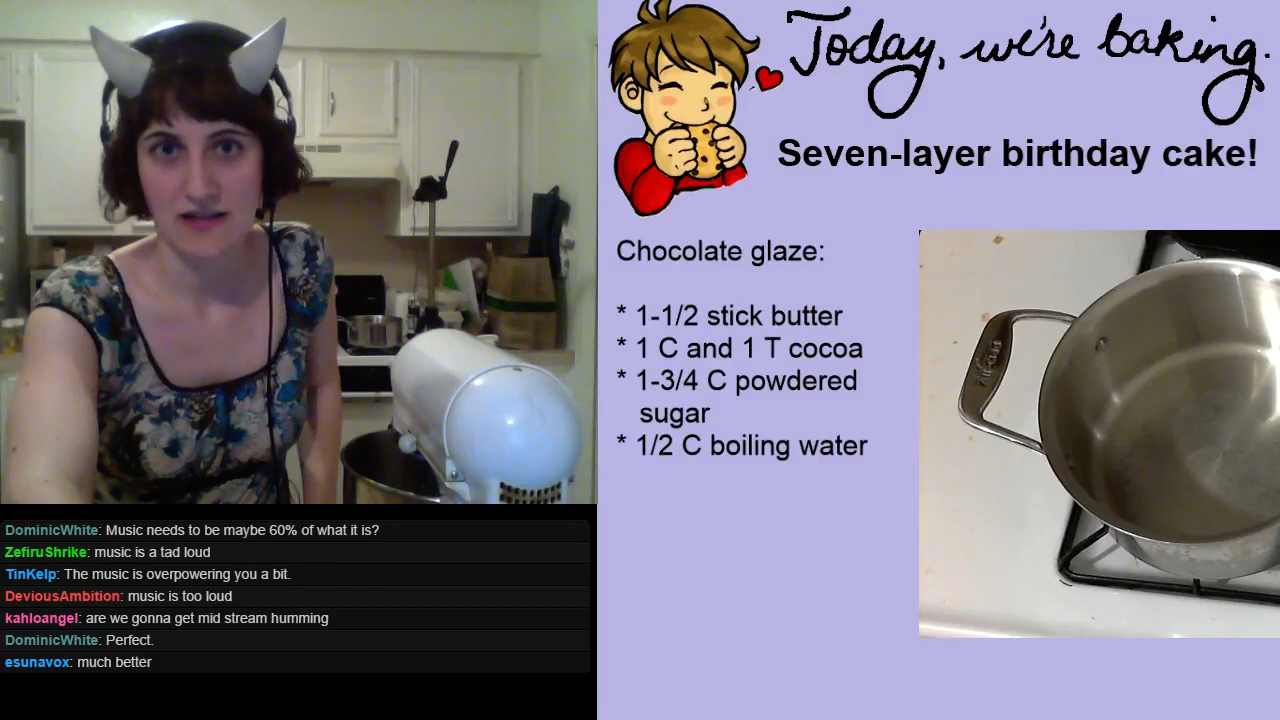 Today, we're baking.
Seven-layer birthday cake!
Chocolate glaze:
* 1-1/2 stick butter
* 1 C and 1 T cocoa
* 1-3/4 C powdered
sugar
* 1/2 C boiling water
DominicWhite: Music needs to be maybe 60% of what it is?
ZefiruShrike: music is a tad loud
TinKelp: The music is overpowering you a bit.
DeviousAmbition: music is too loud
kahloangel: are we gonna get mid stream humming
DominicWhite: Perfect.
esunavox: much better